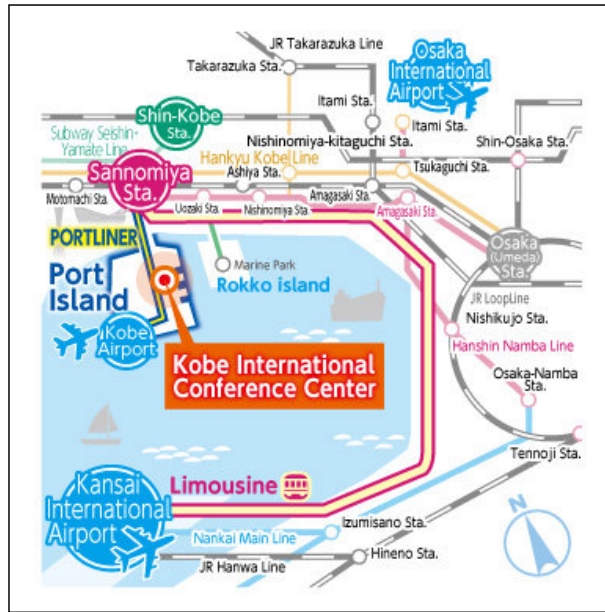 JR Takarazuka Line
Takarazuka Sta.
Osaka
International
Airport
Itami Sta.
Shin-Kobe
Sta.
Subway Seishin-
Yamate Line
Nishinomiya-kitaguchi Sta.
Itami Sta.
Shin-Osaka Sta.
Hankyu Kobe Line
Tsukaguchi Sta.
Sannomiya
Sta.
Ashiya Sta.
Motomachi Sta.
Amagasaki Sta.
Uozaki Sta.
Nishinomiya Sta.
Amagasaki Sta.
PORTLINER
Osaka
(Umeda)
Sta.
Marine Park
Rokko island
Port
Island
JR LoopLine
Nishikujo Sta.
Kobe
Airport
Hanshin Namba Line
Kobe International
Conference Center
Osaka-Namba
Sta.
Tennoji Sta.
Kansai
International
Airport
Limousine
N
Izumisano Sta.
Nankai Main Line
Hineno Sta.
JR Hanwa Line